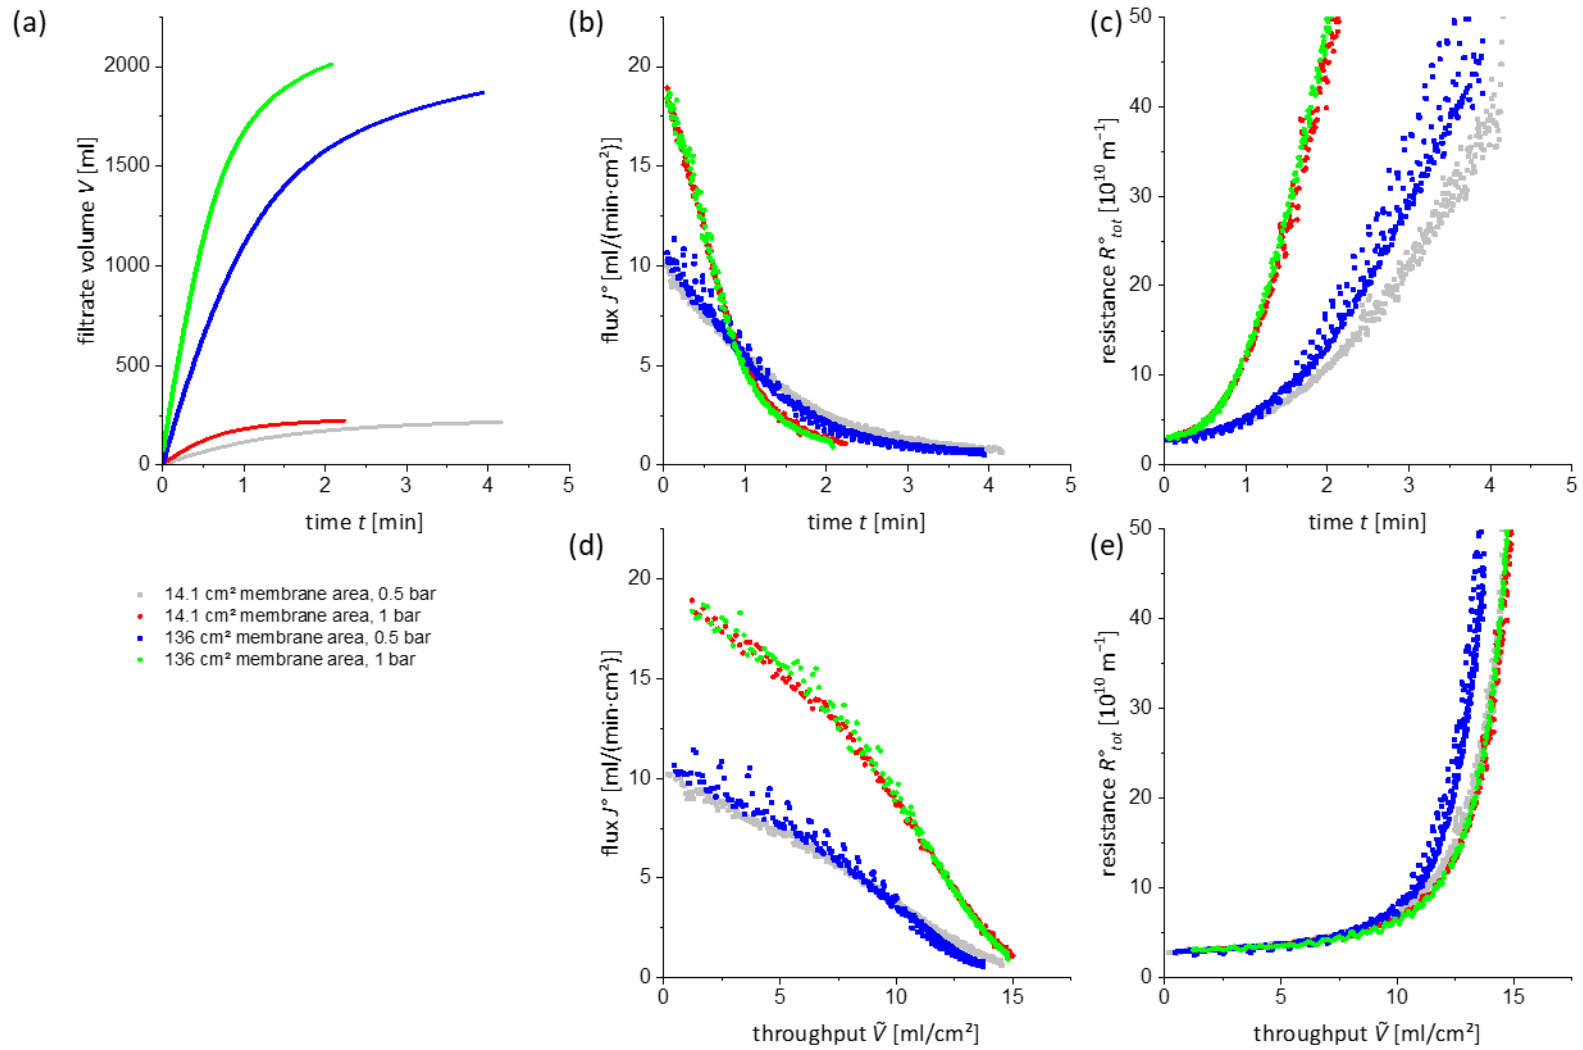 (a)
filtrate volume V [ml]
2000
1500
1000
500
0
0 1 2 3 4 5
time t [min]
(b)
flux J° [ml/(min·cm²)]
20
15
10
5
0
0 1 2 3 4 5
time t [min]
(c)
resistance R°tot [10¹⁰ m⁻¹]
50
40
30
20
10
0
0 1 2 3 4 5
time t [min]
14.1 cm² membrane area, 0.5 bar
14.1 cm² membrane area, 1 bar
136 cm² membrane area, 0.5 bar
136 cm² membrane area, 1 bar
(d)
flux J° [ml/(min·cm²)]
20
15
10
5
0
0 5 10 15
throughput Ṽ [ml/cm²]
(e)
resistance R°tot [10¹⁰ m⁻¹]
50
40
30
20
10
0
0 5 10 15
throughput Ṽ [ml/cm²]